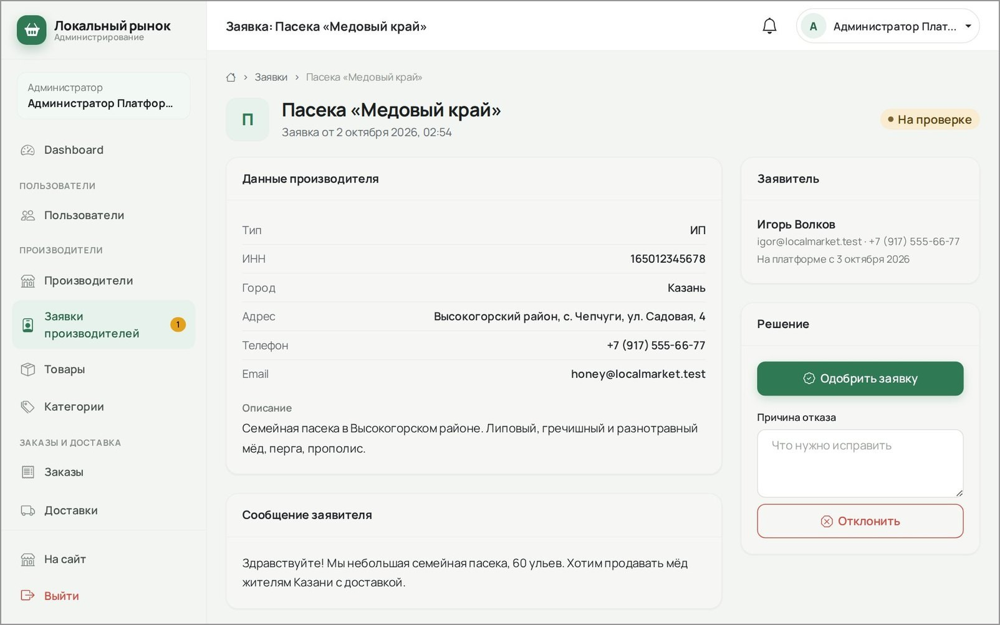 Локальный рынок
Администрирование
Администратор
Администратор Платфор...
Dashboard
ПОЛЬЗОВАТЕЛИ
Пользователи
ПРОИЗВОДИТЕЛИ
Производители
Заявки
производителей
1
Товары
Категории
ЗАКАЗЫ И ДОСТАВКА
Заказы
Доставки
На сайт
Выйти
Заявка: Пасека «Медовый край»
А Администратор Плат...
Заявки › Пасека «Медовый край»
П
Пасека «Медовый край»
Заявка от 2 октября 2026, 02:54
На проверке
Данные производителя
Тип ИП
ИНН 165012345678
Город Казань
Адрес Высокогорский район, с. Чепчуги, ул. Садовая, 4
Телефон +7 (917) 555-66-77
Email honey@localmarket.test
Описание
Семейная пасека в Высокогорском районе. Липовый, гречишный и разнотравный
мёд, перга, прополис.
Сообщение заявителя
Здравствуйте! Мы небольшая семейная пасека, 60 ульев. Хотим продавать мёд
жителям Казани с доставкой.
Заявитель
Игорь Волков
igor@localmarket.test · +7 (917) 555-66-77
На платформе с 3 октября 2026
Решение
Одобрить заявку
Причина отказа
Что нужно исправить
Отклонить